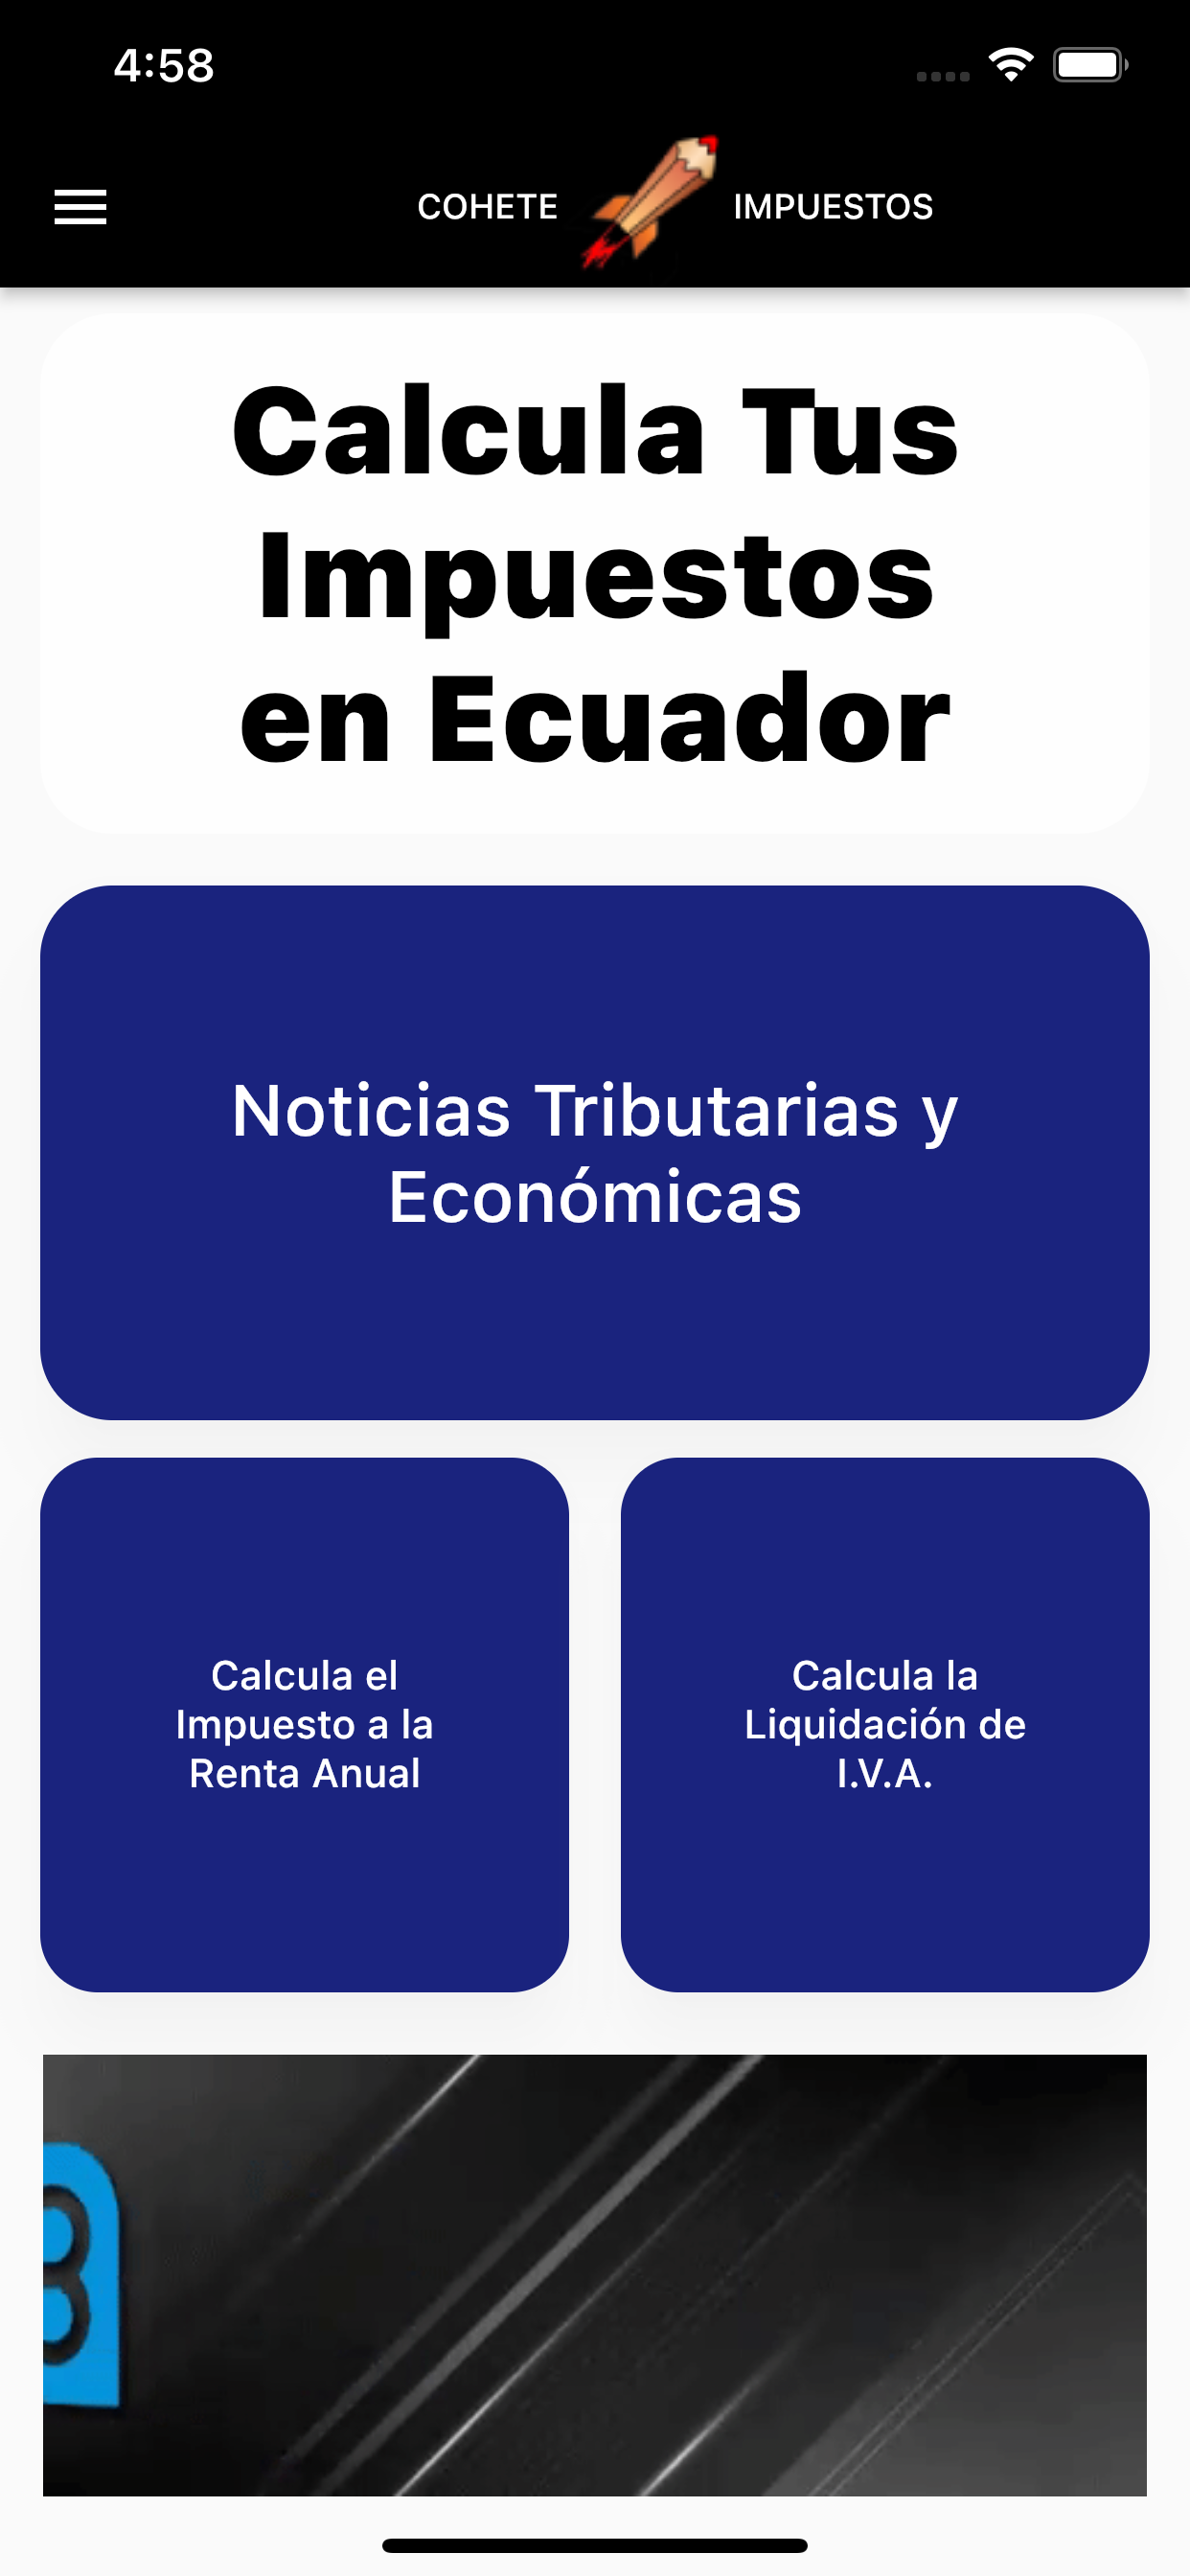 4:58
COHETE IMPUESTOS
Calcula Tus
Impuestos
en Ecuador
Noticias Tributarias y
Económicas
Calcula el
Impuesto a la
Renta Anual
Calcula la
Liquidación de
I.V.A.